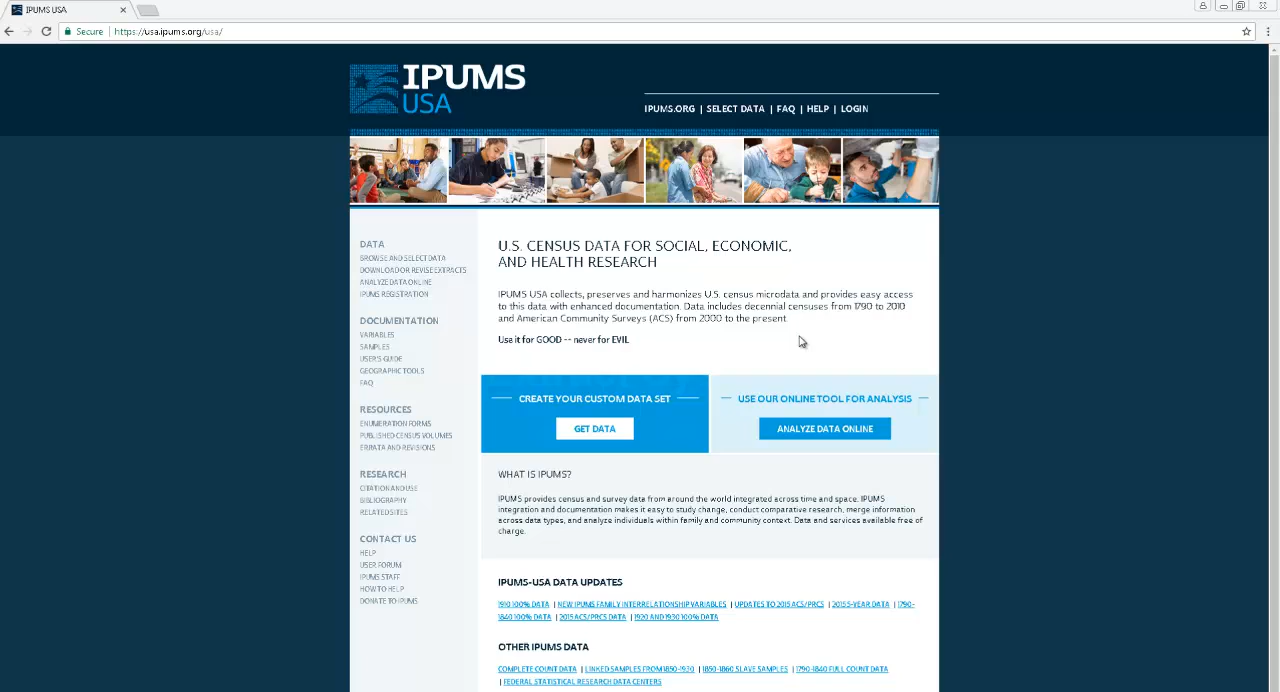 IPUMS USA
Secure | https://usa.ipums.org/usa/
IPUMS
USA
IPUMS.ORG | SELECT DATA | FAQ | HELP | LOGIN
DATA
BROWSE AND SELECT DATA
DOWNLOAD OR REVISE EXTRACTS
ANALYZE DATA ONLINE
IPUMS REGISTRATION
DOCUMENTATION
VARIABLES
SAMPLES
USER'S GUIDE
GEOGRAPHIC TOOLS
FAQ
RESOURCES
ENUMERATION FORMS
PUBLISHED CENSUS VOLUMES
ERRATA AND REVISIONS
RESEARCH
CITATION AND USE
BIBLIOGRAPHY
RELATED SITES
CONTACT US
HELP
USER FORUM
IPUMS STAFF
HOW TO HELP
DONATE TO IPUMS
U.S. CENSUS DATA FOR SOCIAL, ECONOMIC,
AND HEALTH RESEARCH
IPUMS USA collects, preserves and harmonizes U.S. census microdata and provides easy access
to this data with enhanced documentation. Data includes decennial censuses from 1790 to 2010
and American Community Surveys (ACS) from 2000 to the present.
Use it for GOOD -- never for EVIL
CREATE YOUR CUSTOM DATA SET
GET DATA
USE OUR ONLINE TOOL FOR ANALYSIS
ANALYZE DATA ONLINE
WHAT IS IPUMS?
IPUMS provides census and survey data from around the world integrated across time and space. IPUMS
integration and documentation makes it easy to study change, conduct comparative research, merge information
across data types, and analyze individuals within family and community context. Data and services available free of
charge.
IPUMS-USA DATA UPDATES
1910 100% DATA | NEW IPUMS FAMILY INTERRELATIONSHIP VARIABLES | UPDATES TO 2015 ACS/PRCS | 2015 5-YEAR DATA | 1790-
1840 100% DATA | 2015 ACS/PRCS DATA | 1920 AND 1930 100% DATA
OTHER IPUMS DATA
COMPLETE COUNT DATA | LINKED SAMPLES FROM 1850-1930 | 1850-1860 SLAVE SAMPLES | 1790-1840 FULL COUNT DATA
| FEDERAL STATISTICAL RESEARCH DATA CENTERS